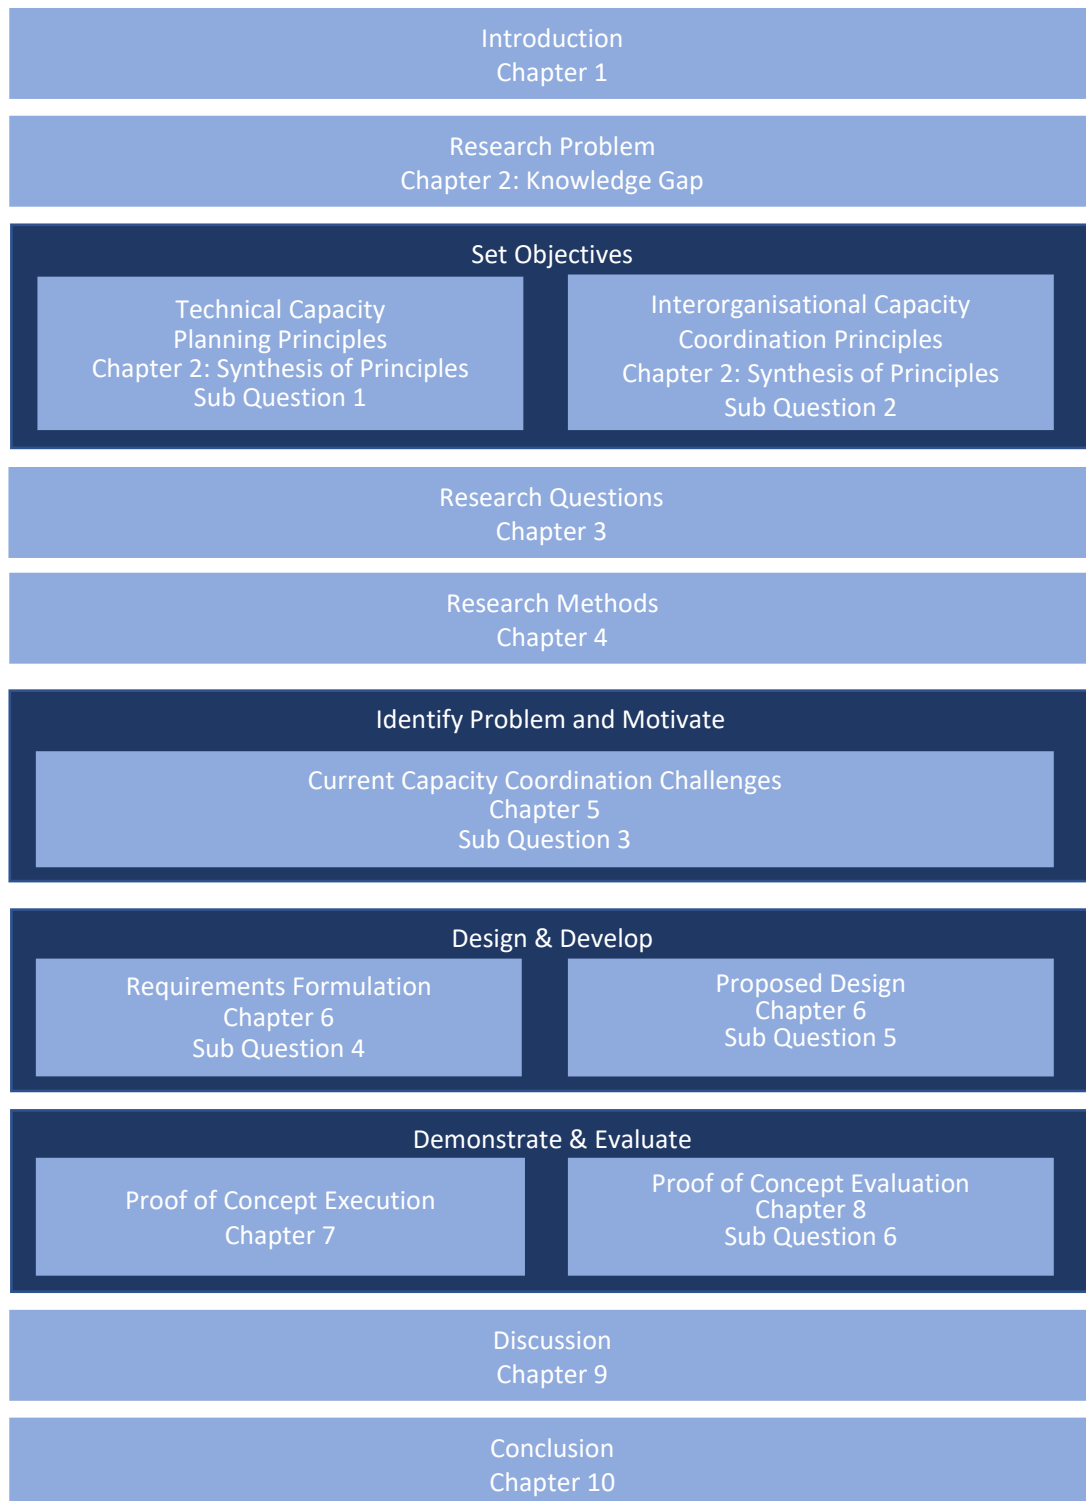 Introduction
Chapter 1
Research Problem
Chapter 2: Knowledge Gap
Set Objectives
Technical Capacity
Planning Principles
Chapter 2: Synthesis of Principles
Sub Question 1
Interorganisational Capacity
Coordination Principles
Chapter 2: Synthesis of Principles
Sub Question 2
Research Questions
Chapter 3
Research Methods
Chapter 4
Identify Problem and Motivate
Current Capacity Coordination Challenges
Chapter 5
Sub Question 3
Design & Develop
Requirements Formulation
Chapter 6
Sub Question 4
Proposed Design
Chapter 6
Sub Question 5
Demonstrate & Evaluate
Proof of Concept Execution
Chapter 7
Proof of Concept Evaluation
Chapter 8
Sub Question 6
Discussion
Chapter 9
Conclusion
Chapter 10